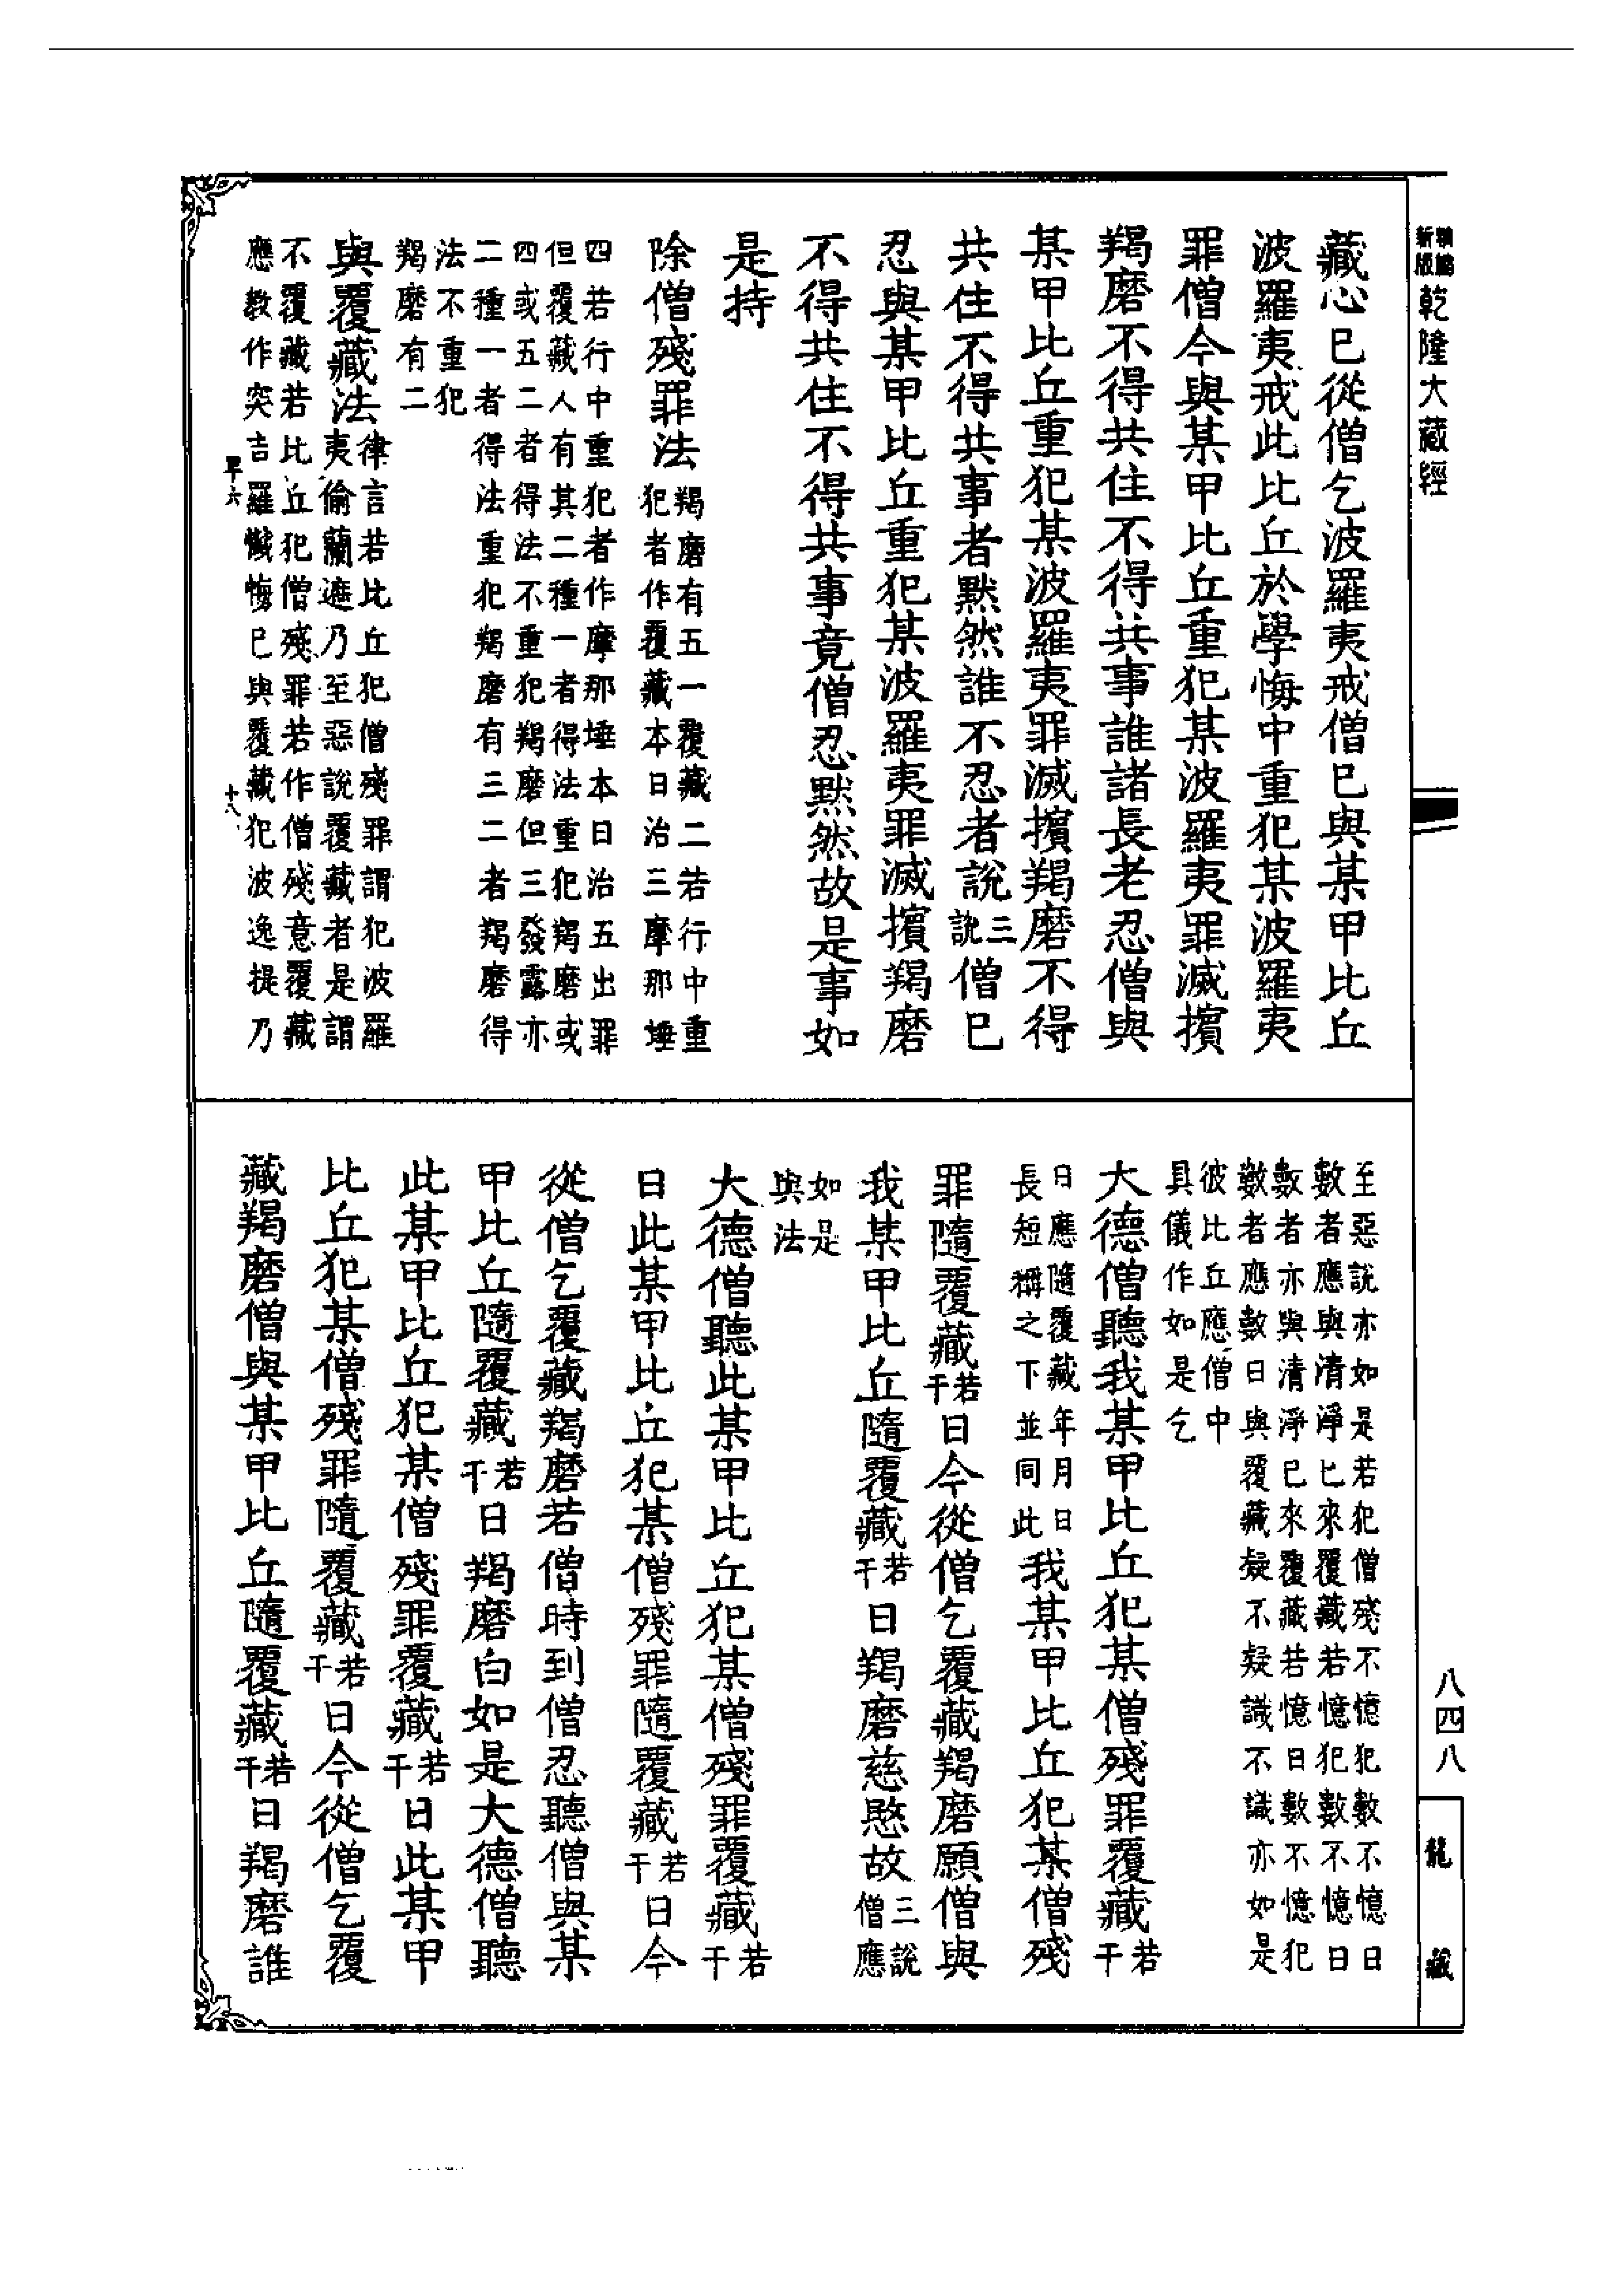 新版乾隆大藏經
藏心已從僧乞波羅夷戒僧已與某甲比丘
波羅夷戒此比丘於學悔中重犯某波羅夷
罪僧今與某甲比丘重犯某波羅夷罪滅擯
羯磨不得共住不得共事誰諸長老忍僧與
某甲比丘重犯某波羅夷罪滅擯羯磨不得
共住不得共事者默然誰不忍者說三說僧已
忍與某甲比丘重犯某波羅夷罪滅擯羯磨
不得共住不得共事竟僧忍默然故是事如
是持
除僧殘罪法羯磨有五一覆藏二若行中重
犯者作覆藏本日治三摩那埵
四若行中重犯者作摩那埵本日治五出罪
但覆藏人有其二種一者得法重犯羯磨或
四或五二者得法不重犯羯磨但三發露亦
二種一者得法重犯羯磨有三二者羯磨得
法不重犯
羯磨有二
與覆藏法律言若比丘犯僧殘罪謂犯波羅
夷偷蘭遮乃至惡說覆藏者是謂
不覆藏若比丘犯僧殘罪若作僧殘意覆藏
應教作突吉羅懺悔已與覆藏犯波逸提乃
十八
至惡說亦如是若犯僧殘不憶犯數不憶日
數者應與清淨已來覆藏若憶犯數不憶日
數者亦與清淨已來覆藏若憶日數不憶犯
數者應數日與覆藏疑不疑識不識亦如是
彼比丘應僧中
具儀作如是乞
大德僧聽我某甲比丘犯某僧殘罪覆藏若干
日應隨覆藏年月日
長短稱之下並同此我某甲比丘犯某僧殘
罪隨覆藏若干日今從僧乞覆藏羯磨願僧與
我某甲比丘隨覆藏若干日羯磨慈愍故三說僧應
如是
與法
大德僧聽此某甲比丘犯某僧殘罪覆藏若干
日此某甲比丘犯某僧殘罪隨覆藏若干日今
從僧乞覆藏羯磨若僧時到僧忍聽僧與某
甲比丘隨覆藏若干日羯磨白如是大德僧聽
此某甲比丘犯某僧殘罪覆藏若干日此某甲
比丘犯某僧殘罪隨覆藏若干日今從僧乞覆
藏羯磨僧與某甲比丘隨覆藏若干日羯磨誰
八四八
龍藏